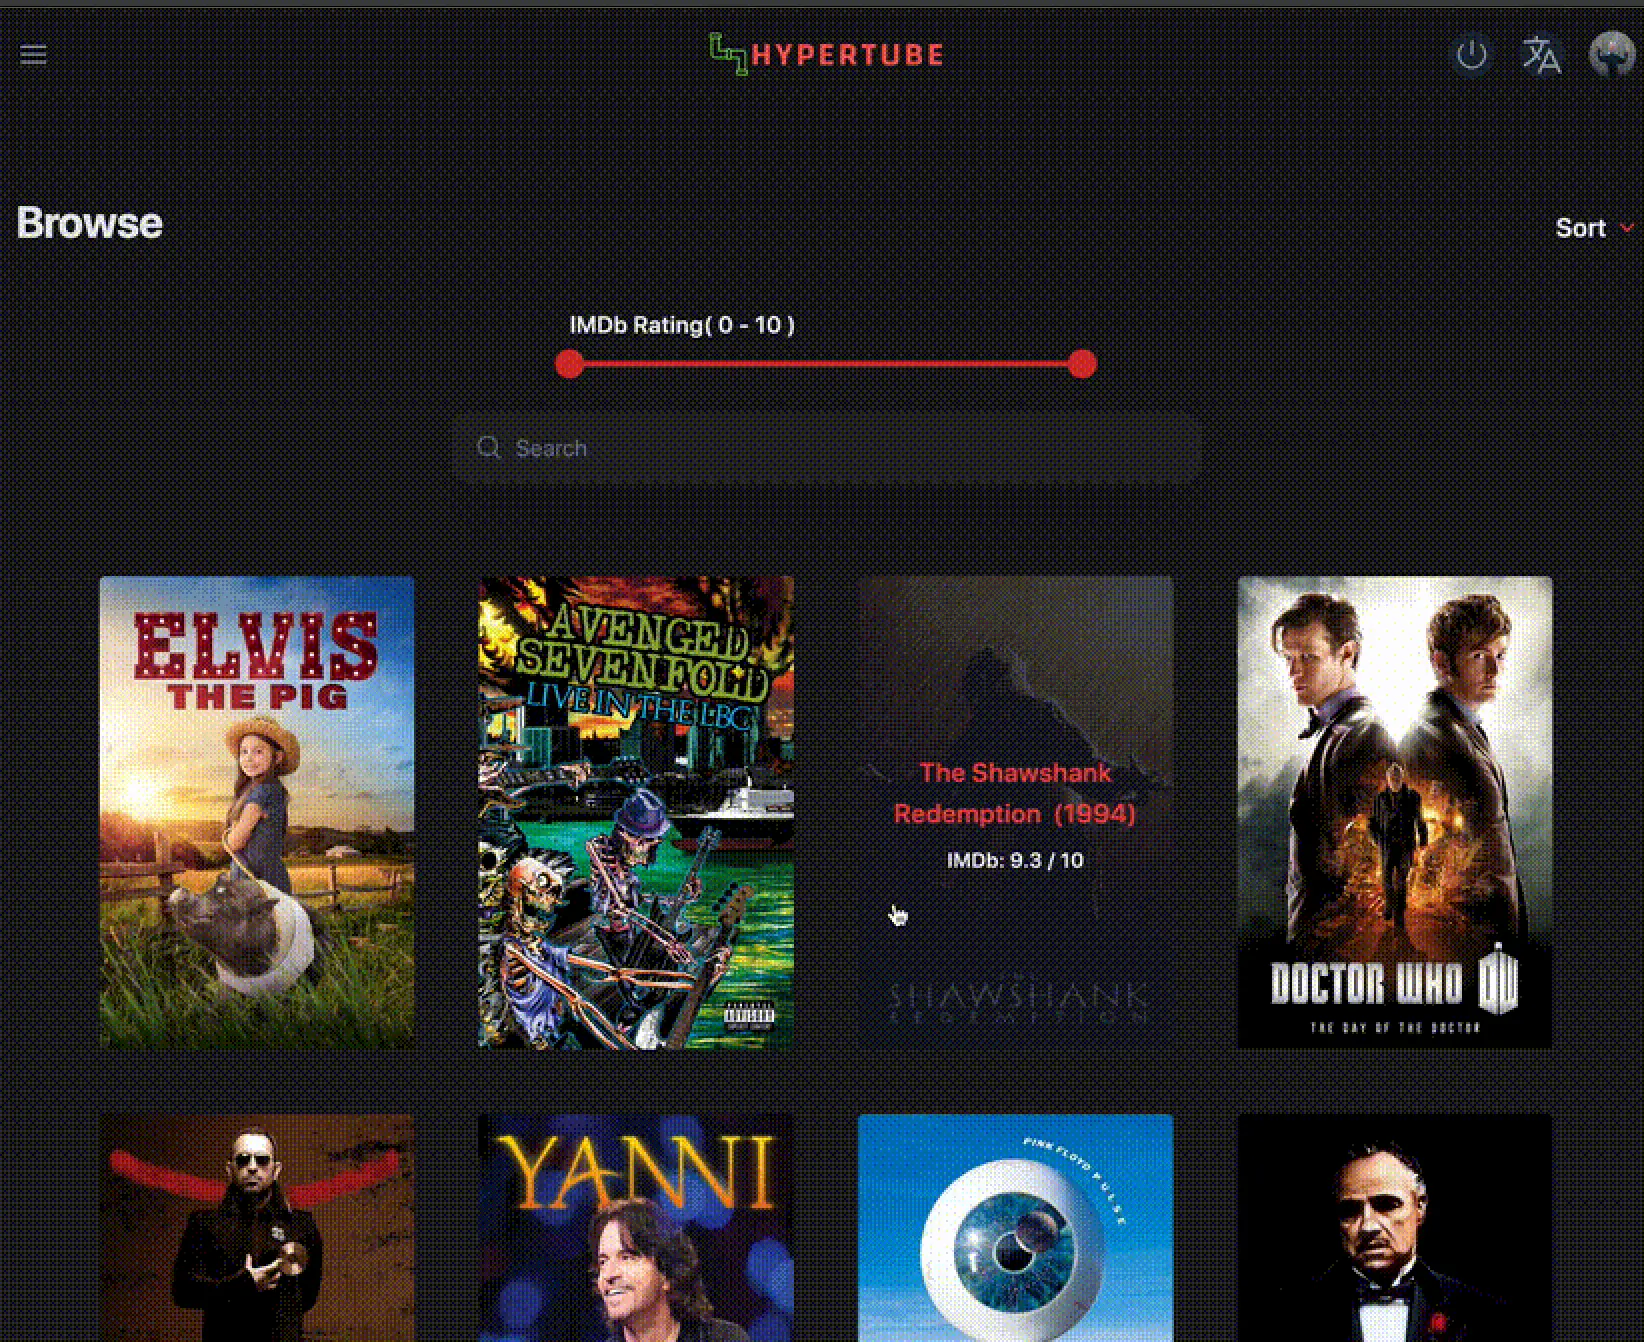 HYPERTUBE
Browse
Sort
IMDb Rating( 0 - 10 )
Search
ELVIS
THE PIG
AVENGED
SEVENFOLD
LIVE IN THE LBC
The Shawshank
Redemption (1994)
IMDb: 9.3 / 10
SHAWSHANK
REDEMPTION
DOCTOR WHO
THE DAY OF THE DOCTOR
YANNI
PINK FLOYD PULSE